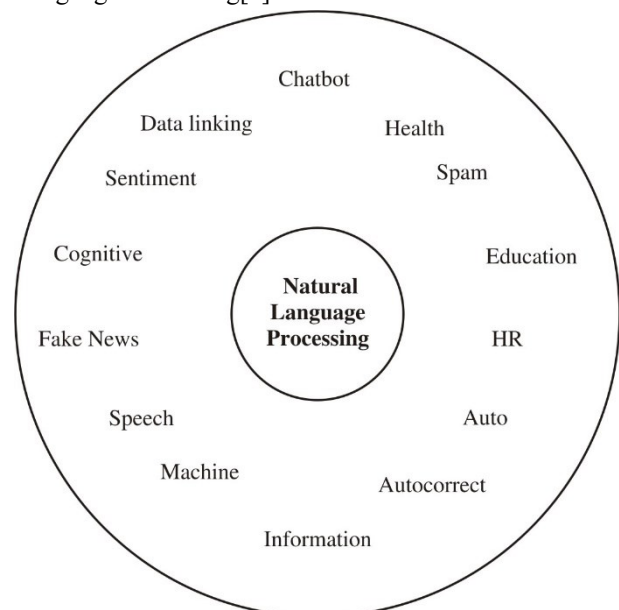 Chatbot
Data linking
Health
Sentiment
Spam
Cognitive
Education
Natural
Language
Processing
Fake News
HR
Speech
Auto
Machine
Autocorrect
Information